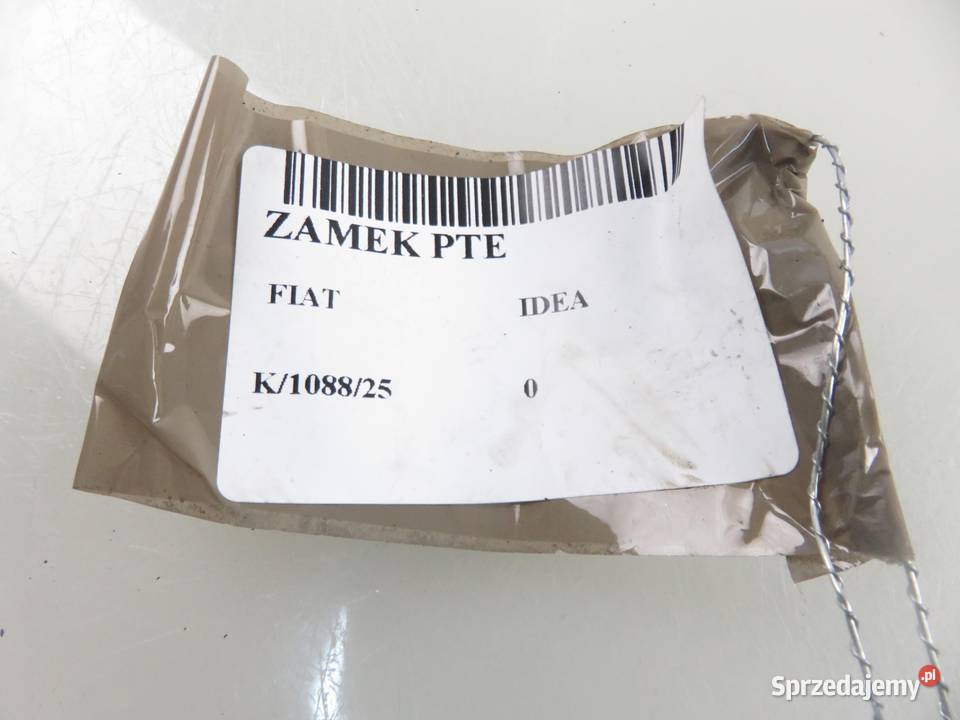 ZAMEK PTE
FIAT IDEA
K/1088/25 0
Sprzedajemy.pl